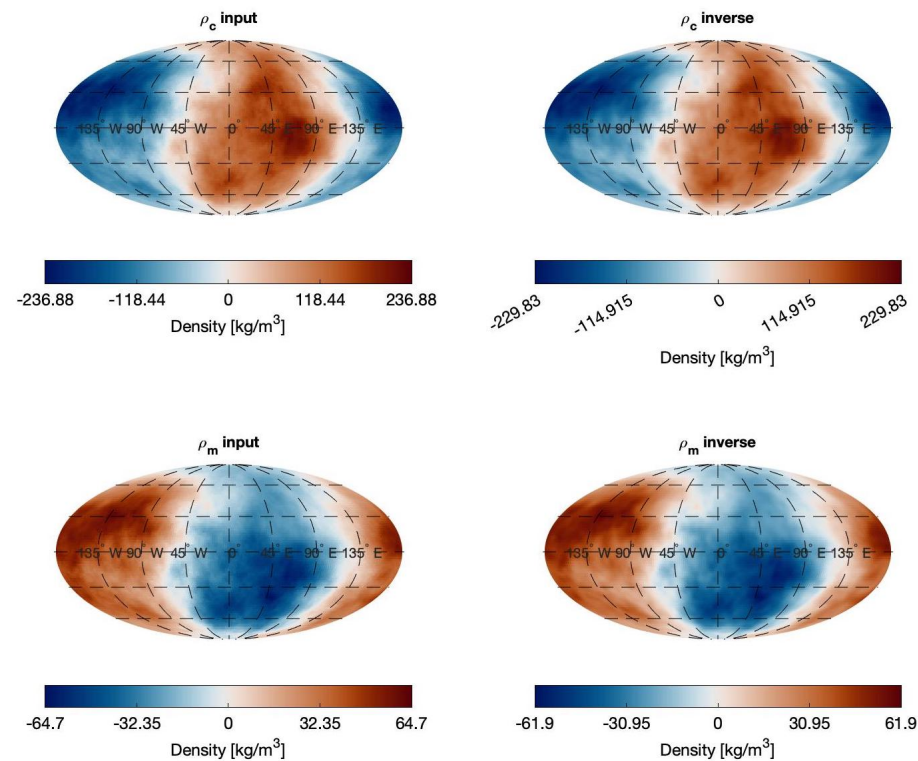 ρc input
135° W 90° W 45° W 0° 45° E 90° E 135° E
-236.88 -118.44 0 118.44 236.88
Density [kg/m³]
ρc inverse
135° W 90° W 45° W 0° 45° E 90° E 135° E
-229.83 -114.915 0 114.915 229.83
Density [kg/m³]
ρm input
135° W 90° W 45° W 0° 45° E 90° E 135° E
-64.7 -32.35 0 32.35 64.7
Density [kg/m³]
ρm inverse
135° W 90° W 45° W 0° 45° E 90° E 135° E
-61.9 -30.95 0 30.95 61.9
Density [kg/m³]